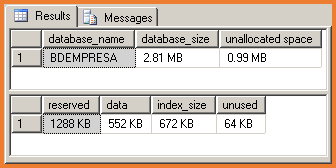 Results Messages
database_name database_size unallocated space
1 BDEMPRESA 2.81 MB 0.99 MB
reserved data index_size unused
1 1288 KB 552 KB 672 KB 64 KB